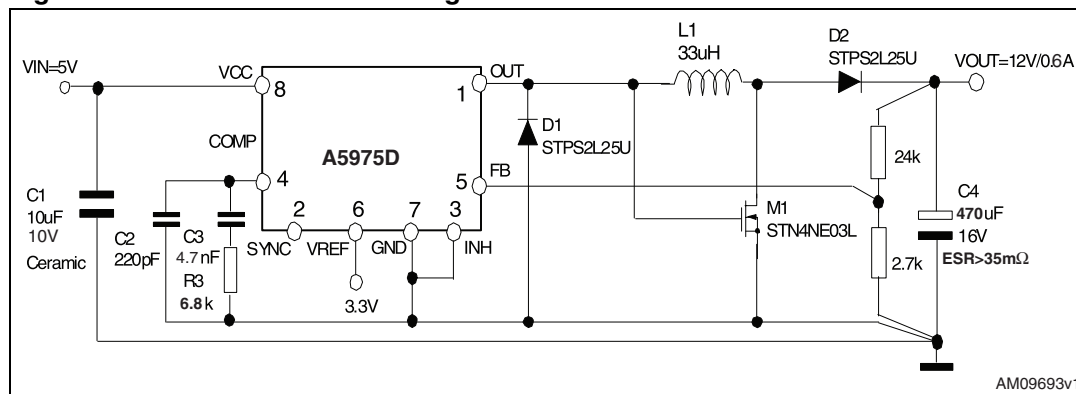 VIN=5V
VCC
8
COMP
4
A5975D
OUT
1
FB
5
2
SYNC
6
VREF
7
GND
3
INH
3.3V
L1
33uH
D2
STPS2L25U
VOUT=12V/0.6A
D1
STPS2L25U
24k
2.7k
M1
STN4NE03L
C4
470uF
16V
ESR>35mΩ
C1
10uF
10V
Ceramic
C2
220pF
C3
4.7nF
R3
6.8k
AM09693v1